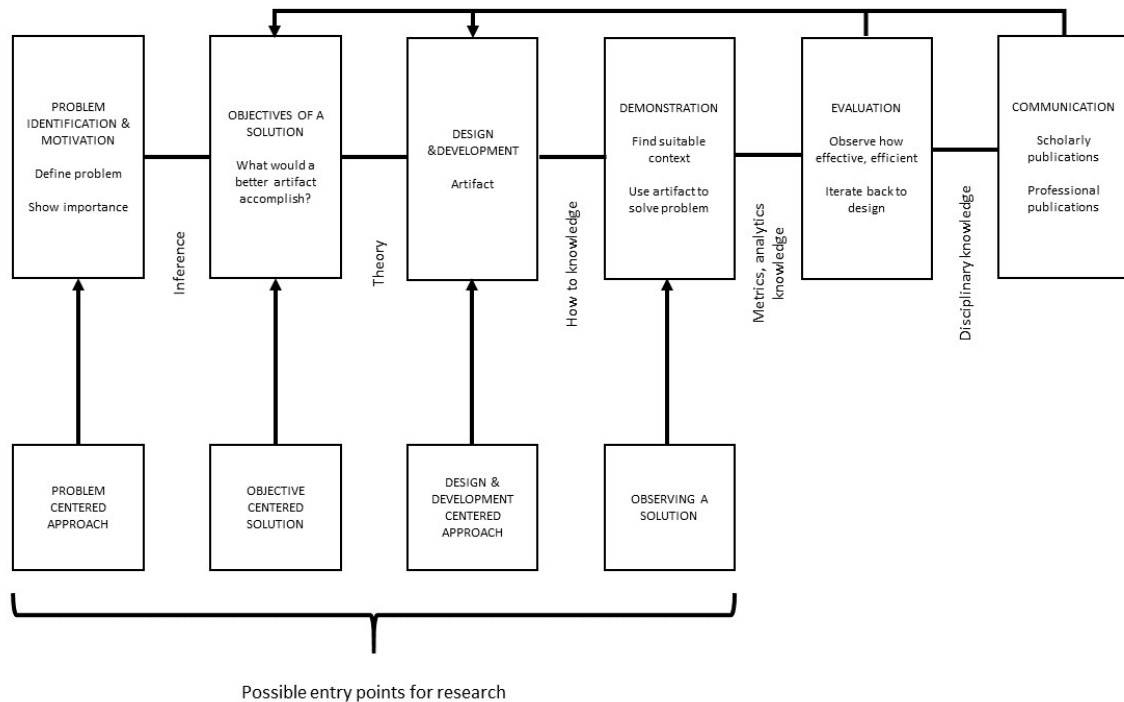 PROBLEM
IDENTIFICATION &
MOTIVATION
Define problem
Show importance
Inference
OBJECTIVES OF A
SOLUTION
What would a
better artifact
accomplish?
Theory
DESIGN
&DEVELOPMENT
Artifact
How to knowledge
DEMONSTRATION
Find suitable
context
Use artifact to
solve problem
Metrics, analytics
knowledge
EVALUATION
Observe how
effective, efficient
Iterate back to
design
Disciplinary knowledge
COMMUNICATION
Scholarly
publications
Professional
publications
PROBLEM
CENTERED
APPROACH
OBJECTIVE
CENTERED
SOLUTION
DESIGN &
DEVELOPMENT
CENTERED
APPROACH
OBSERVING A
SOLUTION
Possible entry points for research